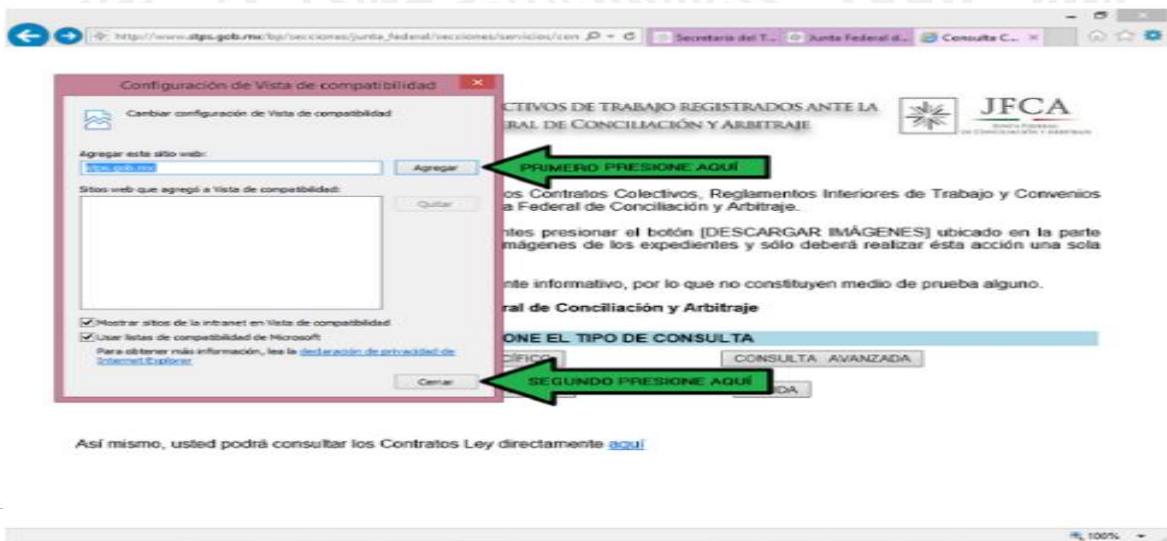 http://www.stps.gob.mx/bp/secciones/junta_federal/secciones/servicios/con
Secretaría del T...
Junta Federal d...
Consulta C...
Configuración de Vista de compatibilidad
Cambiar configuración de Vista de compatibilidad
Agregar este sitio web:
stps.gob.mx
Agregar
PRIMERO PRESIONE AQUÍ
Sitios web que agregó a Vista de compatibilidad:
Quitar
Mostrar sitios de la intranet en Vista de compatibilidad
Usar listas de compatibilidad de Microsoft
Para obtener más información, lea la declaración de privacidad de
Internet Explorer
Cerrar
SEGUNDO PRESIONE AQUÍ
CTIVOS DE TRABAJO REGISTRADOS ANTE LA
ERAL DE CONCILIACIÓN Y ARBITRAJE
JFCA
JUNTA FEDERAL
DE CONCILIACIÓN Y ARBITRAJE
os Contratos Colectivos, Reglamentos Interiores de Trabajo y Convenios
a Federal de Conciliación y Arbitraje.
ntes presionar el botón [DESCARGAR IMÁGENES] ubicado en la parte
mágenes de los expedientes y sólo deberá realizar ésta acción una sola
nte informativo, por lo que no constituyen medio de prueba alguno.
ral de Conciliación y Arbitraje
ONE EL TIPO DE CONSULTA
CÍFICO
CONSULTA AVANZADA
DA
Así mismo, usted podrá consultar los Contratos Ley directamente aquí
100%